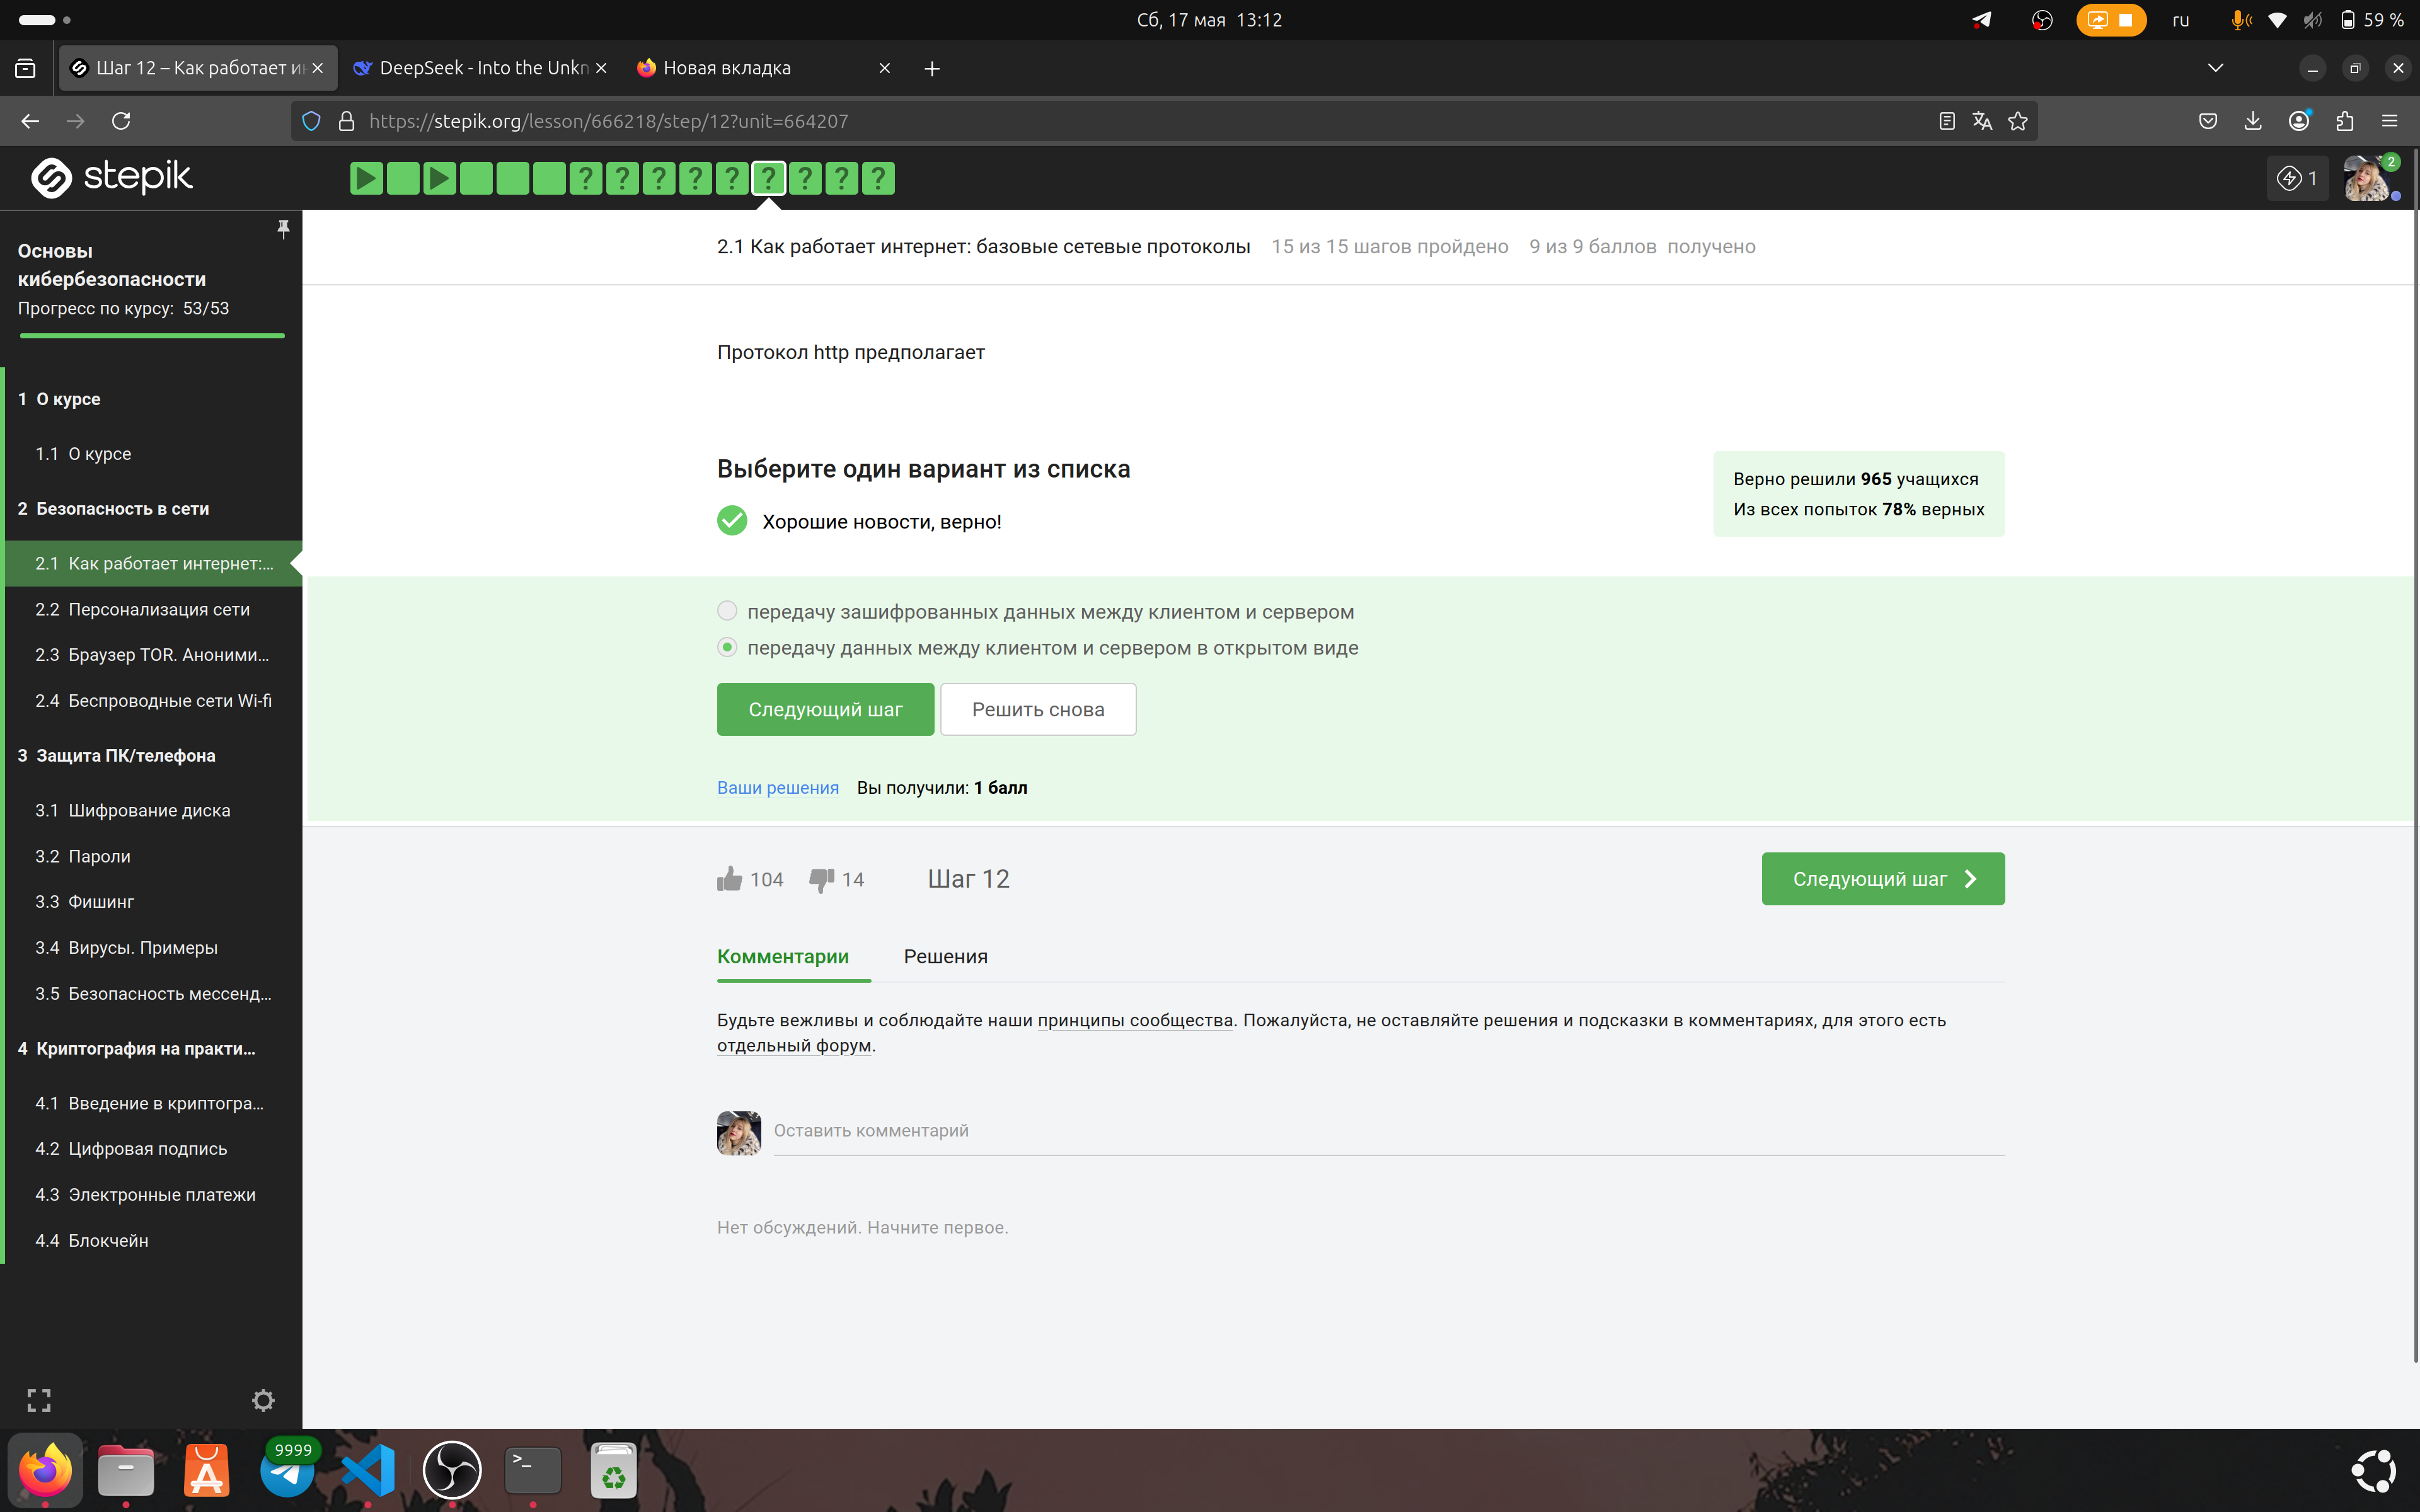 Сб, 17 мая 13:12
ru
59 %
Шаг 12 – Как работает и
DeepSeek - Into the Unkn
Новая вкладка
https://stepik.org/lesson/666218/step/12?unit=664207
stepik
? ? ? ? ? ? ? ? ?
1
2
Основы
кибербезопасности
Прогресс по курсу: 53/53
1 О курсе
1.1 О курсе
2 Безопасность в сети
2.1 Как работает интернет:...
2.2 Персонализация сети
2.3 Браузер TOR. Аноними...
2.4 Беспроводные сети Wi-fi
3 Защита ПК/телефона
3.1 Шифрование диска
3.2 Пароли
3.3 Фишинг
3.4 Вирусы. Примеры
3.5 Безопасность мессенд...
4 Криптография на практи...
4.1 Введение в криптогра...
4.2 Цифровая подпись
4.3 Электронные платежи
4.4 Блокчейн
2.1 Как работает интернет: базовые сетевые протоколы 15 из 15 шагов пройдено 9 из 9 баллов получено
Протокол http предполагает
Выберите один вариант из списка
Хорошие новости, верно!
Верно решили 965 учащихся
Из всех попыток 78% верных
передачу зашифрованных данных между клиентом и сервером
передачу данных между клиентом и сервером в открытом виде
Следующий шаг
Решить снова
Ваши решения Вы получили: 1 балл
104 14 Шаг 12
Следующий шаг
Комментарии Решения
Будьте вежливы и соблюдайте наши принципы сообщества. Пожалуйста, не оставляйте решения и подсказки в комментариях, для этого есть
отдельный форум.
Оставить комментарий
Нет обсуждений. Начните первое.
9999
>_